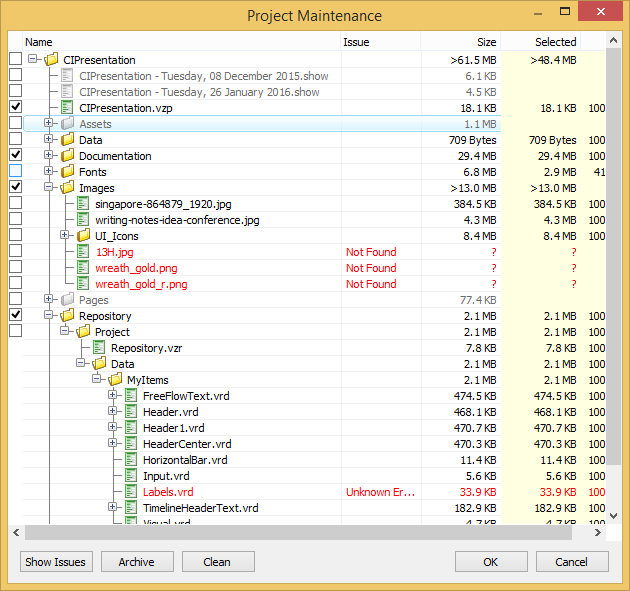 Project Maintenance
Name Issue Size Selected
CIPresentation >61.5 MB >48.4 MB
CIPresentation - Tuesday, 08 December 2015.show 6.1 KB
CIPresentation - Tuesday, 26 January 2016.show 4.5 KB
CIPresentation.vzp 18.1 KB 18.1 KB 100
Assets 1.1 MB
Data 709 Bytes 709 Bytes 100
Documentation 29.4 MB 29.4 MB 100
Fonts 6.8 MB 2.9 MB 41
Images >13.0 MB >13.0 MB
singapore-864879_1920.jpg 384.5 KB 384.5 KB 100
writing-notes-idea-conference.jpg 4.3 MB 4.3 MB 100
UI_Icons 8.4 MB 8.4 MB 100
13H.jpg Not Found ? ?
wreath_gold.png Not Found ? ?
wreath_gold_r.png Not Found ? ?
Pages 77.4 KB
Repository 2.1 MB 2.1 MB 100
Project 2.1 MB 2.1 MB 100
Repository.vzr 7.8 KB 7.8 KB 100
Data 2.1 MB 2.1 MB 100
MyItems 2.1 MB 2.1 MB 100
FreeFlowText.vrd 474.5 KB 474.5 KB 100
Header.vrd 468.1 KB 468.1 KB 100
Header1.vrd 470.7 KB 470.7 KB 100
HeaderCenter.vrd 470.3 KB 470.3 KB 100
HorizontalBar.vrd 11.4 KB 11.4 KB 100
Input.vrd 5.6 KB 5.6 KB 100
Labels.vrd Unknown Er... 33.9 KB 33.9 KB 100
TimelineHeaderText.vrd 182.9 KB 182.9 KB 100
Visual.vrd 4.7 KB 4.7 KB 100
Show Issues Archive Clean OK Cancel